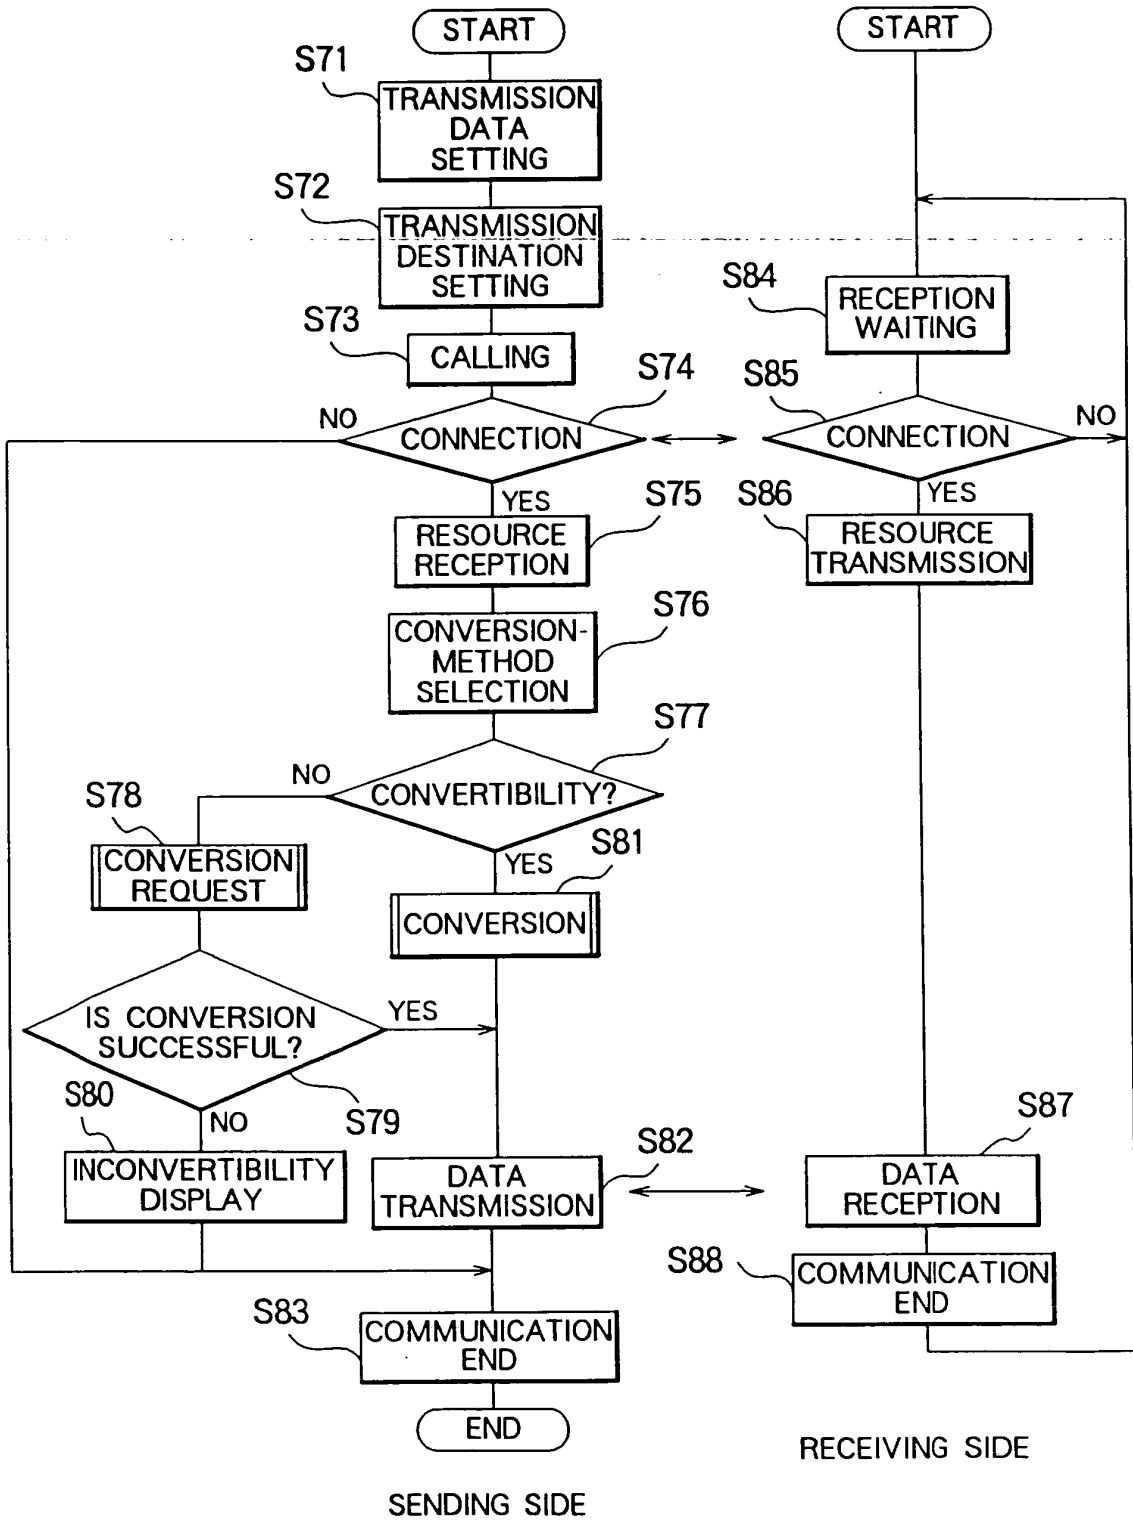 START
S71
TRANSMISSION
DATA
SETTING
S72
TRANSMISSION
DESTINATION
SETTING
S73
CALLING
S74
NO
CONNECTION
YES
S75
RESOURCE
RECEPTION
S76
CONVERSION-
METHOD
SELECTION
S77
NO
CONVERTIBILITY?
YES
S78
CONVERSION
REQUEST
S81
CONVERSION
IS CONVERSION
SUCCESSFUL?
YES
S79
NO
S80
INCONVERTIBILITY
DISPLAY
S82
DATA
TRANSMISSION
S83
COMMUNICATION
END
END
SENDING SIDE
START
S84
RECEPTION
WAITING
S85
CONNECTION
NO
YES
S86
RESOURCE
TRANSMISSION
S87
DATA
RECEPTION
S88
COMMUNICATION
END
RECEIVING SIDE